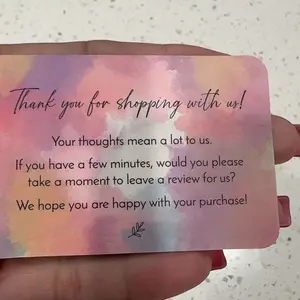 Thank you for shopping with us!
Your thoughts mean a lot to us.
If you have a few minutes, would you please
take a moment to leave a review for us?
We hope you are happy with your purchase!